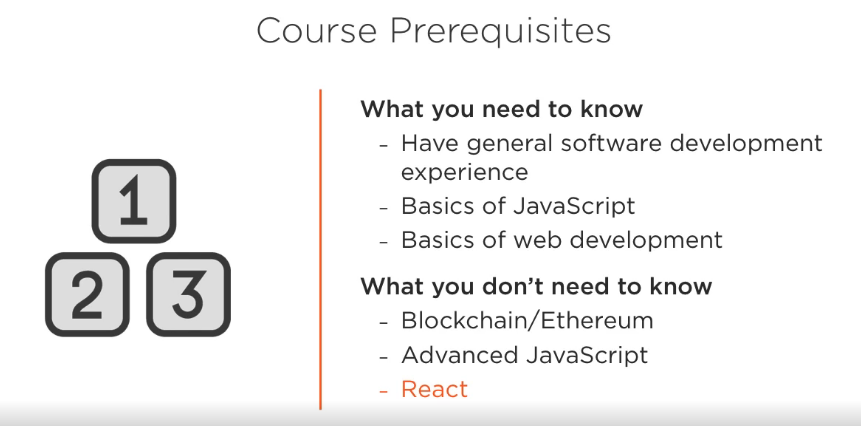 Course Prerequisites
What you need to know
- Have general software development
experience
- Basics of JavaScript
- Basics of web development
1
2 3
What you don’t need to know
- Blockchain/Ethereum
- Advanced JavaScript
- React